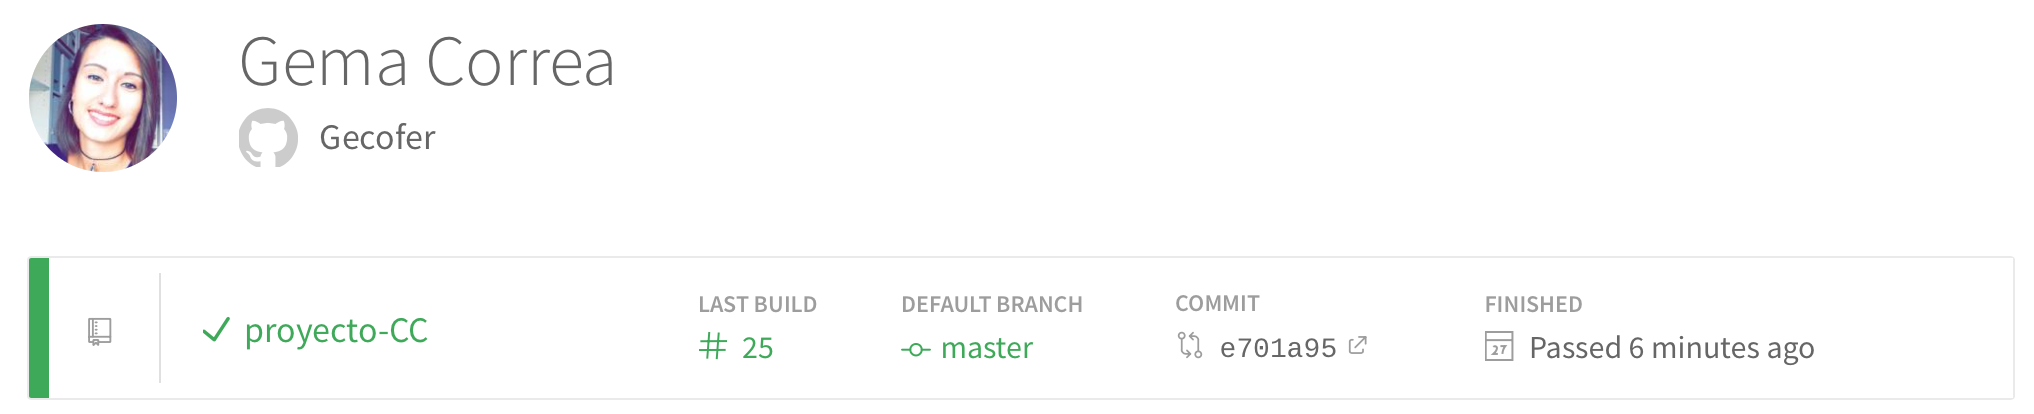 Gema Correa
Gecofer
proyecto-CC
LAST BUILD
# 25
DEFAULT BRANCH
master
COMMIT
e701a95
FINISHED
27 Passed 6 minutes ago